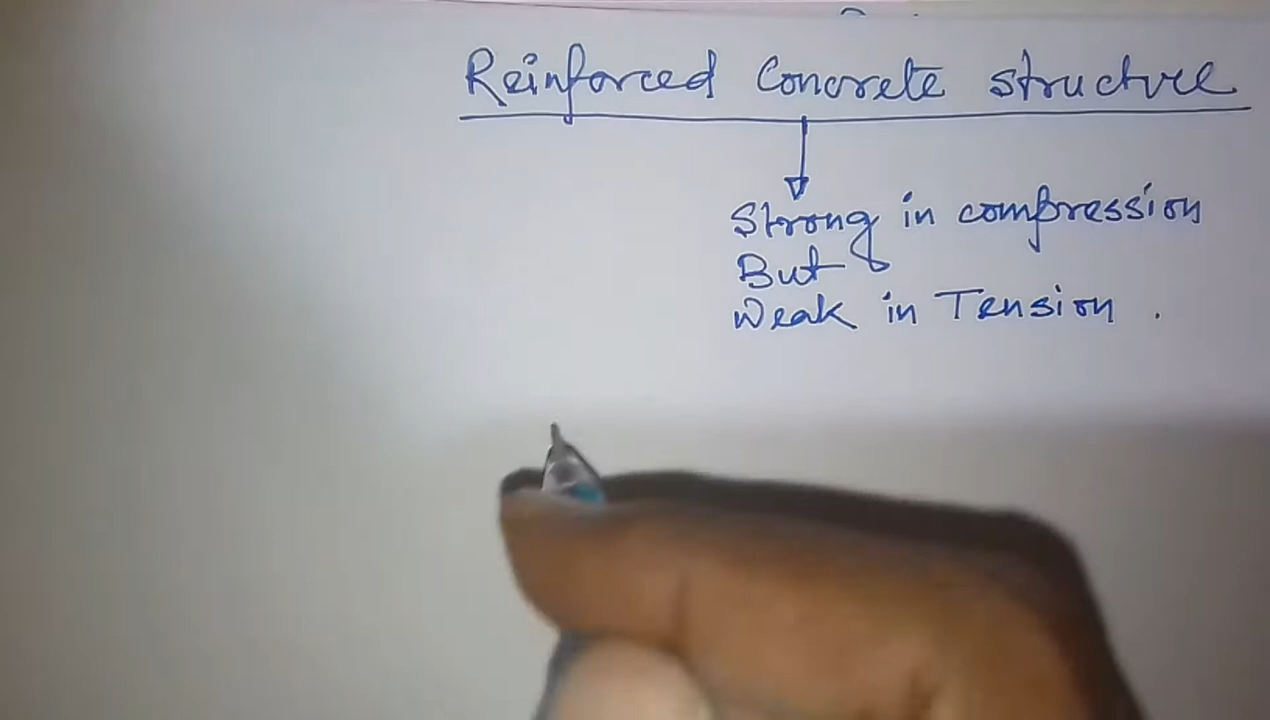 Reinforced Concrete structure
Strong in compression
But
Weak in Tension .